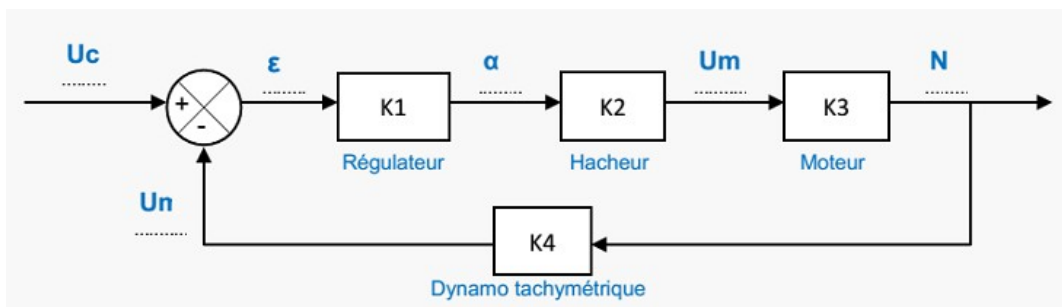 Uc
ε
α
Um
N
+
-
K1
K2
K3
Régulateur
Hacheur
Moteur
Un
K4
Dynamo tachymétrique